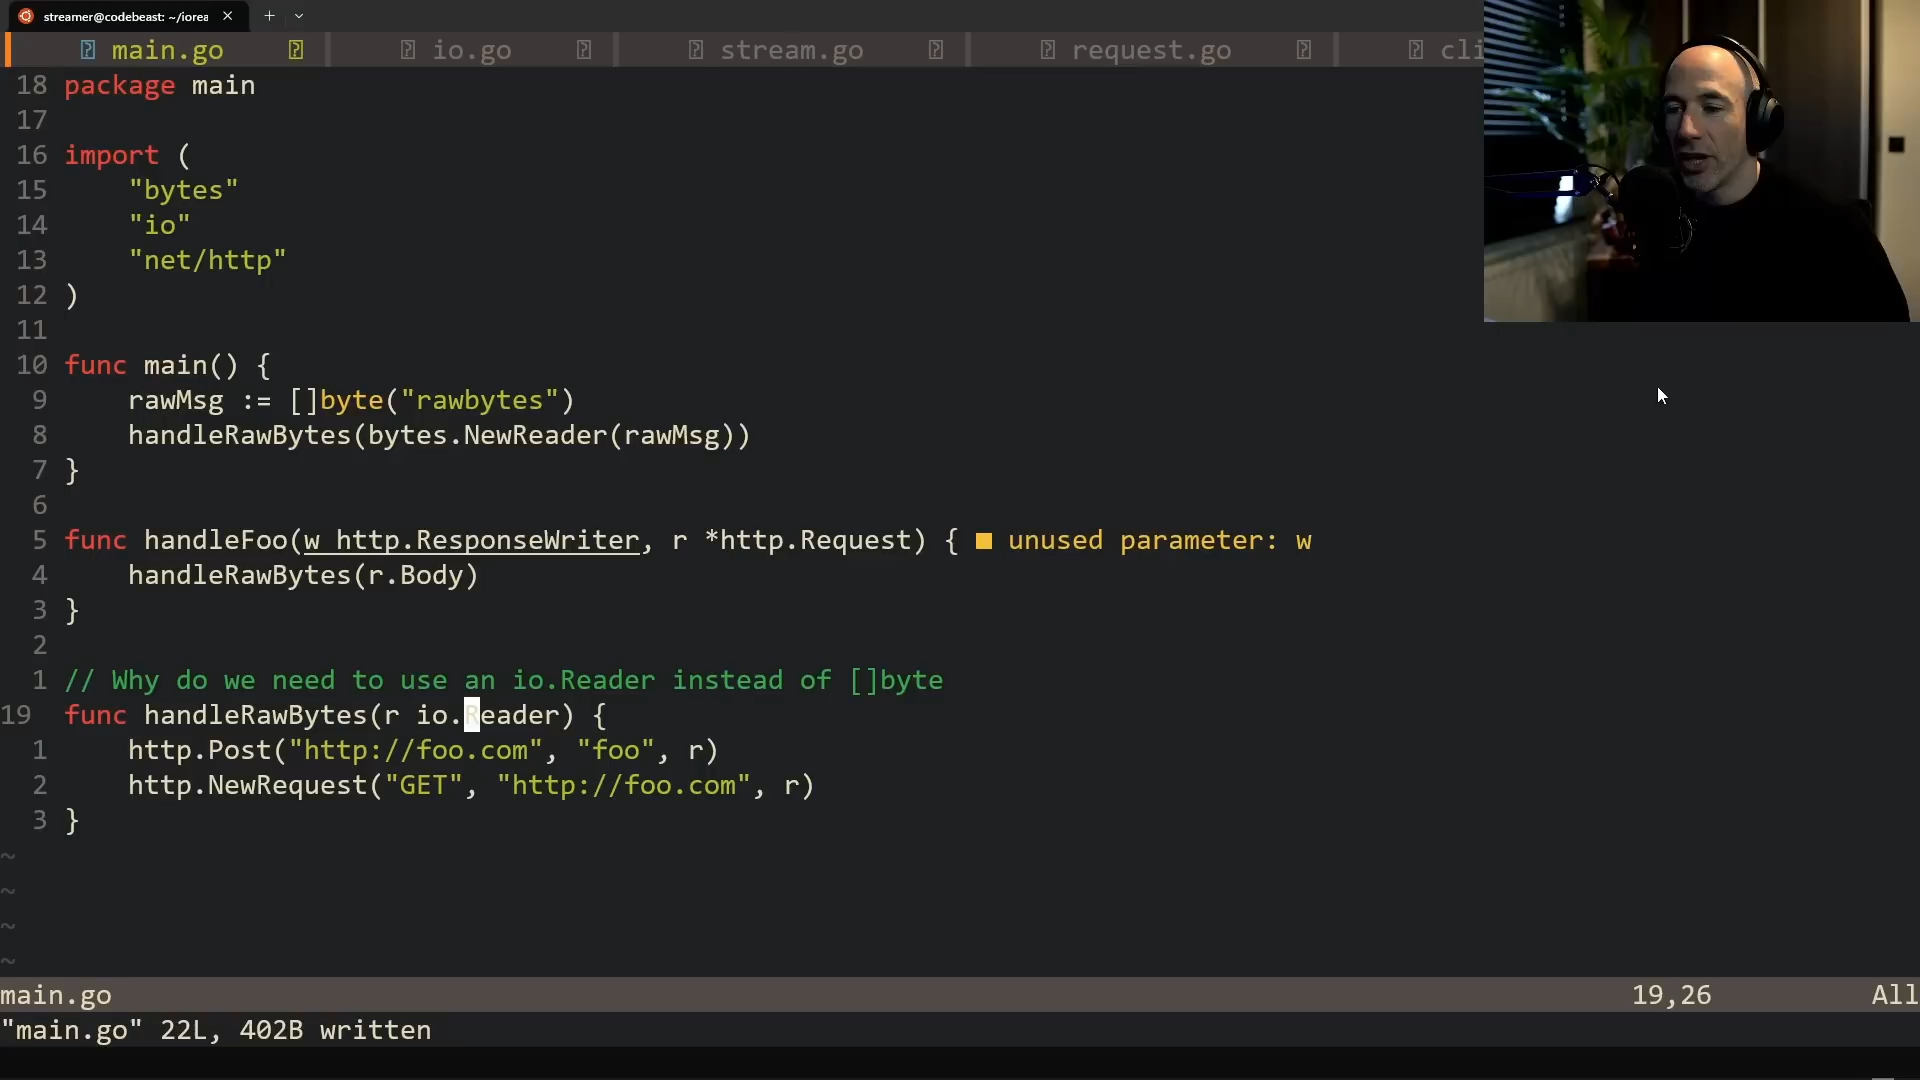 streamer@codebeast: ~/iorea
main.go io.go stream.go request.go cli
18 package main
17
16 import (
15 "bytes"
14 "io"
13 "net/http"
12 )
11
10 func main() {
9 rawMsg := []byte("rawbytes")
8 handleRawBytes(bytes.NewReader(rawMsg))
7 }
6
5 func handleFoo(w http.ResponseWriter, r *http.Request) { ■ unused parameter: w
4 handleRawBytes(r.Body)
3 }
2
1 // Why do we need to use an io.Reader instead of []byte
19 func handleRawBytes(r io.Reader) {
1 http.Post("http://foo.com", "foo", r)
2 http.NewRequest("GET", "http://foo.com", r)
3 }
~
~
~
~
main.go 19,26 All
"main.go" 22L, 402B written